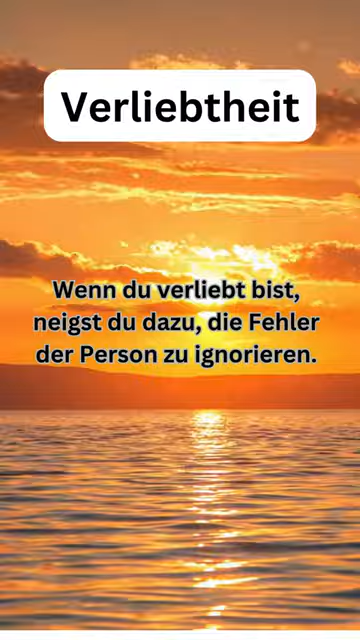 Verliebtheit
Wenn du verliebt bist,
neigst du dazu, die Fehler
der Person zu ignorieren.